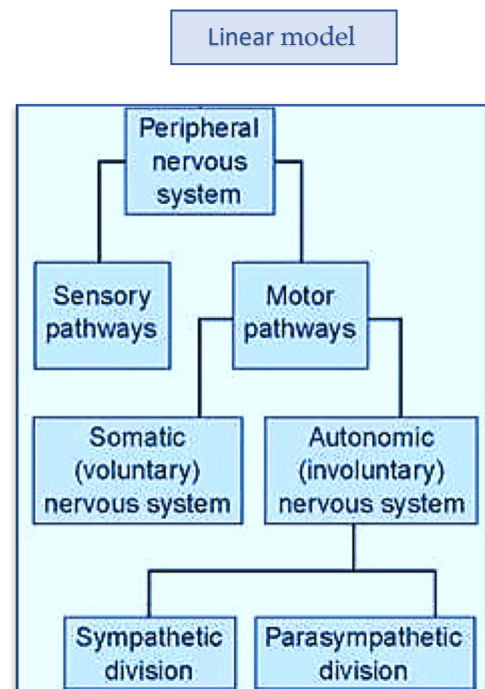 Linear model
Peripheral
nervous
system
Sensory
pathways
Motor
pathways
Somatic
(voluntary)
nervous system
Autonomic
(involuntary)
nervous system
Sympathetic
division
Parasympathetic
division